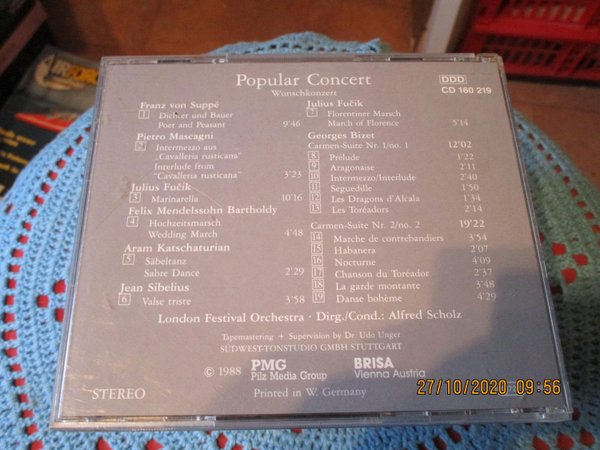 Popular Concert
Wunschkonzert
DDD
CD 160 219
Franz von Suppé
1 Dichter und Bauer
Poet and Peasant 9'46
Pietro Mascagni
2 Intermezzo aus
„Cavalleria rusticana"
Interlude from
„Cavalleria rusticana" 3'23
Julius Fučik
3 Marinarella 10'16
Felix Mendelssohn Bartholdy
4 Hochzeitsmarsch
Wedding March 4'48
Aram Katschaturian
5 Säbeltanz
Sabre Dance 2'29
Jean Sibelius
6 Valse triste 3'58
Julius Fučik
7 Florentiner Marsch
March of Florence 5'14
Georges Bizet
Carmen-Suite Nr. 1/no. 1 12'02
8 Prélude 1'22
9 Aragonaise 2'11
10 Intermezzo/Interlude 2'40
11 Seguedille 1'50
12 Les Dragons d'Alcala 1'34
13 Les Toréadors 2'14
Carmen-Suite Nr. 2/no. 2 19'22
14 Marche de contrebandiers 3'54
15 Habanera 2'07
16 Nocturne 4'09
17 Chanson du Toréador 2'37
18 La garde montante 3'48
19 Danse bohème 4'29
London Festival Orchestra · Dirg./Cond.: Alfred Scholz
Tapemastering + Supervision by Dr. Udo Unger
SÜDWEST-TONSTUDIO GMBH STUTTGART
© 1988
PMG
Pilz Media Group
BRISA
Vienna Austria
STEREO
Printed in W. Germany
27/10/2020 09:56